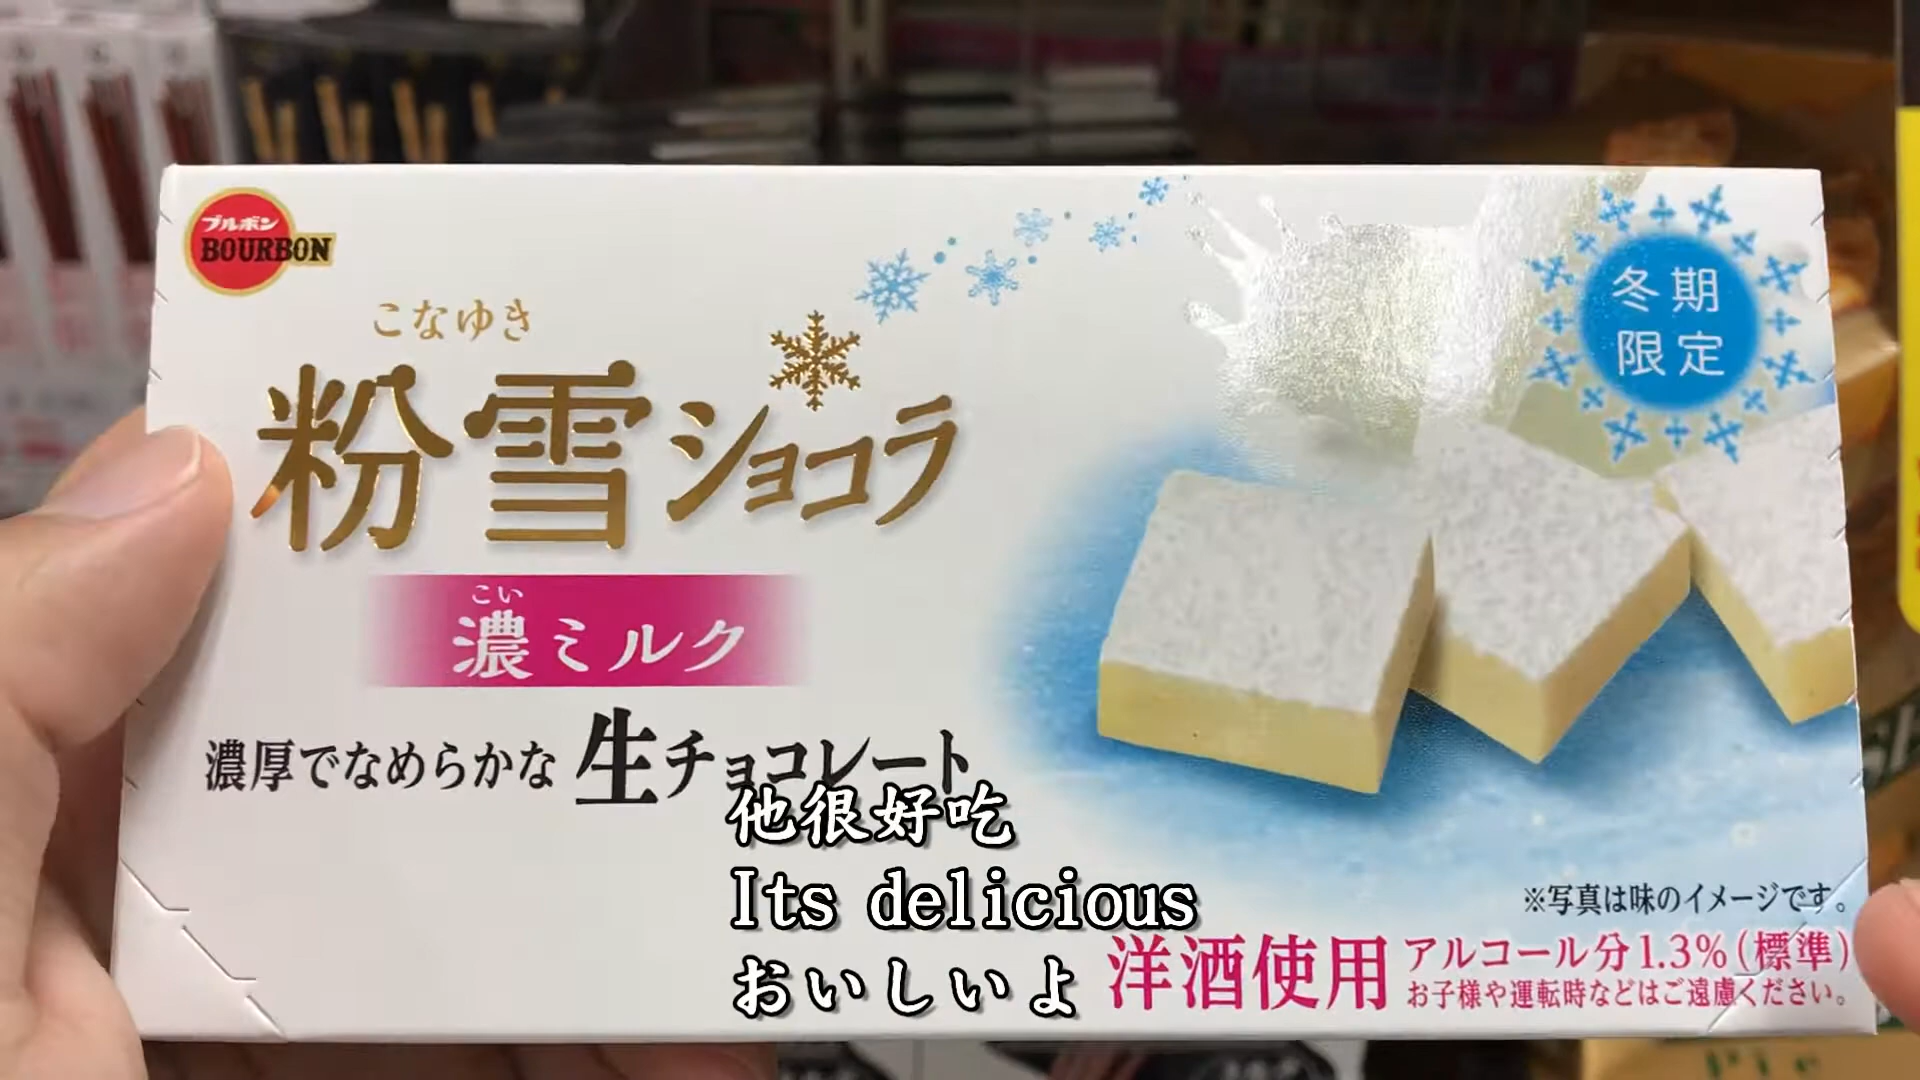 ブルボン
BOURBON
冬期
限定
こなゆき
粉雪ショコラ
こい
濃ミルク
濃厚でなめらかな生チョコレート
他很好吃
Its delicious
おいしいよ
※写真は味のイメージです。
洋酒使用
アルコール分1.3%(標準)
お子様や運転時などはご遠慮ください。